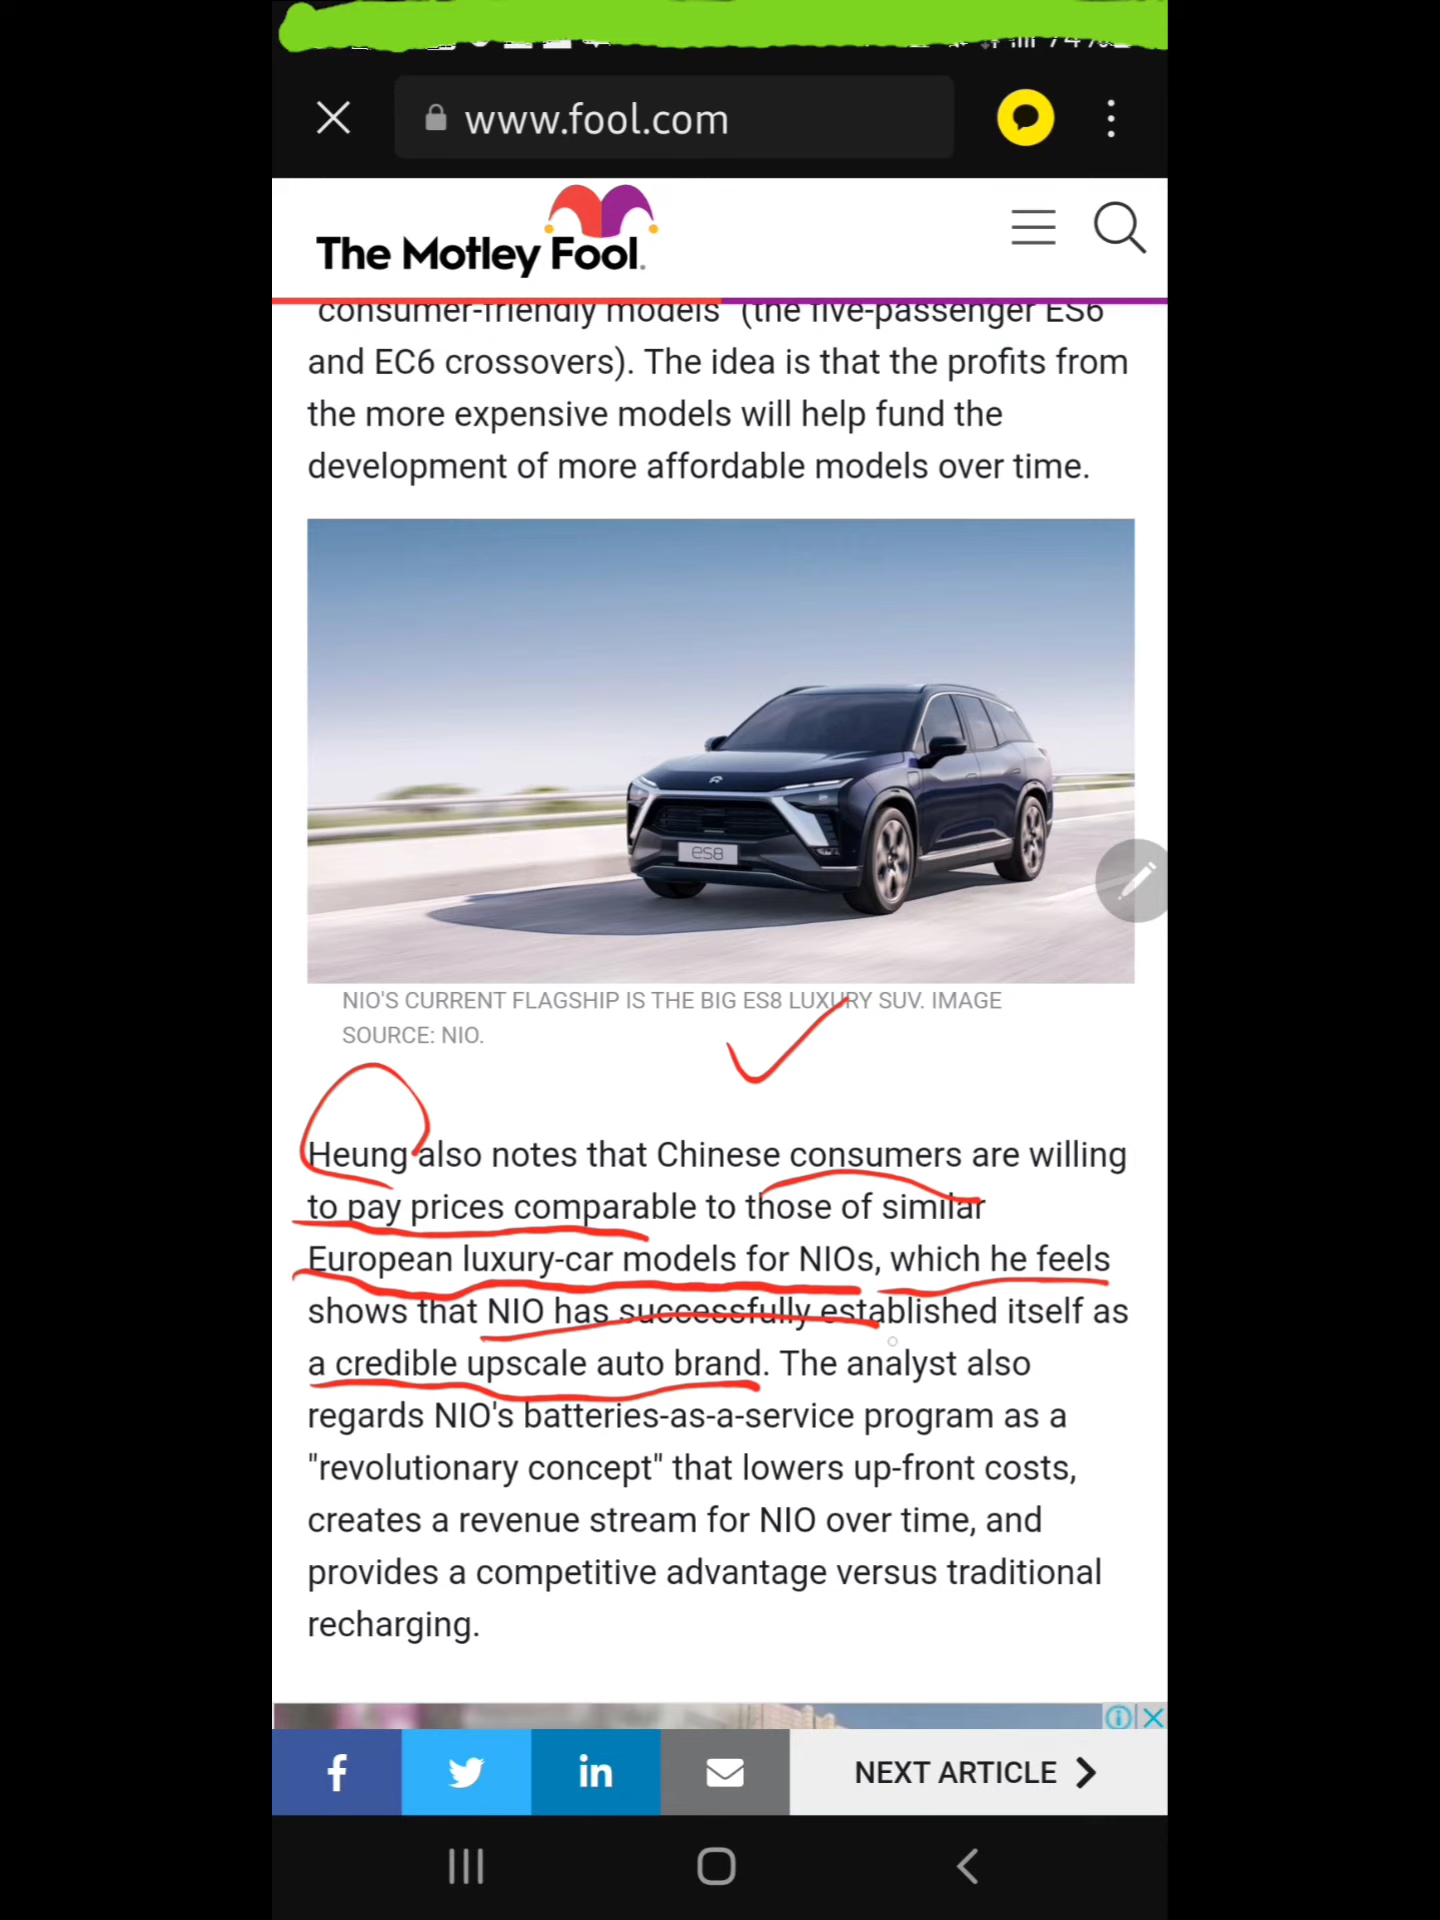 www.fool.com
The Motley Fool.
"consumer-friendly models" (the five-passenger ES6
and EC6 crossovers). The idea is that the profits from
the more expensive models will help fund the
development of more affordable models over time.
es8
NIO'S CURRENT FLAGSHIP IS THE BIG ES8 LUXURY SUV. IMAGE
SOURCE: NIO.
Heung also notes that Chinese consumers are willing
to pay prices comparable to those of similar
European luxury-car models for NIOs, which he feels
shows that NIO has successfully established itself as
a credible upscale auto brand. The analyst also
regards NIO's batteries-as-a-service program as a
"revolutionary concept" that lowers up-front costs,
creates a revenue stream for NIO over time, and
provides a competitive advantage versus traditional
recharging.
f
in
NEXT ARTICLE